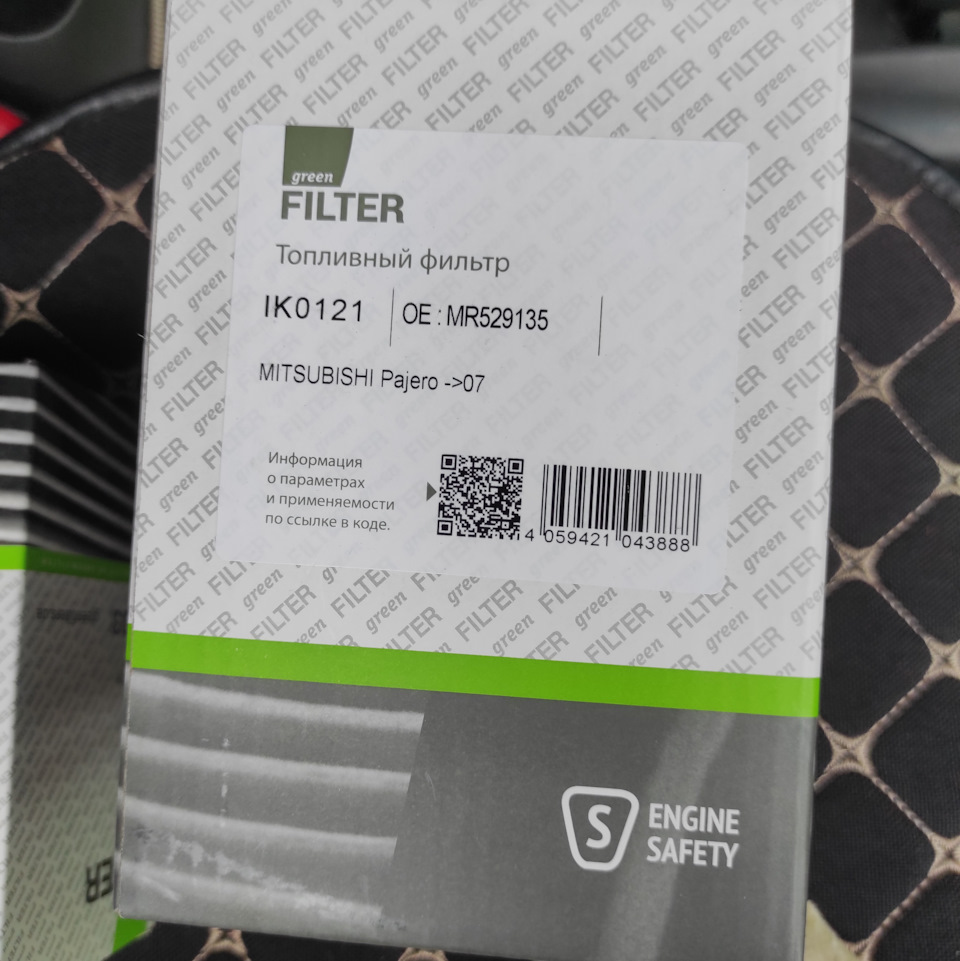 green
FILTER
Топливный фильтр
IK0121 OE : MR529135
MITSUBISHI Pajero ->07
Информация
о параметрах
и применяемости
по ссылке в коде.
4 059421 043888
S ENGINE
SAFETY